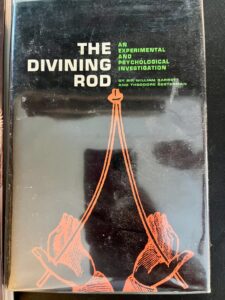 THE
DIVINING
ROD
AN
EXPERIMENTAL
AND
PSYCHOLOGICAL
INVESTIGATION
BY SIR WILLIAM BARRETT
AND THEODORE BESTERMAN